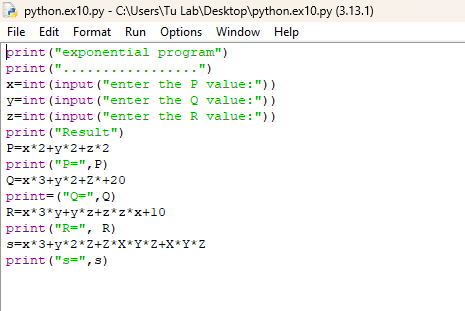 python.ex10.py - C:\Users\Tu Lab\Desktop\python.ex10.py (3.13.1)
File Edit Format Run Options Window Help
print("exponential program")
print(".................")
x=int(input("enter the P value:"))
y=int(input("enter the Q value:"))
z=int(input("enter the R value:"))
print("Result")
P=x*2+y*2+z*2
print("P=",P)
Q=x*3+y*2+Z*+20
print=("Q=",Q)
R=x*3*y+y*z+z*z*x+10
print("R=", R)
s=x*3+y*2*Z+Z*X*Y*Z+X*Y*Z
print("s=",s)